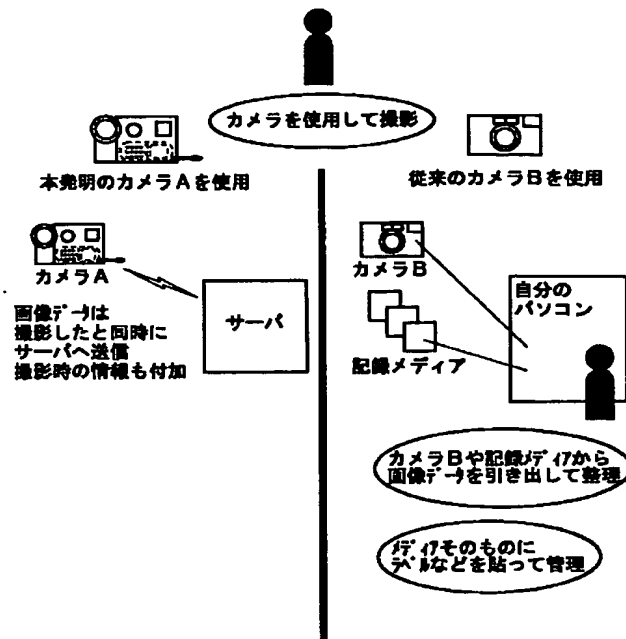 カメラを使用して撮影
本発明のカメラAを使用
従来のカメラBを使用
カメラA
画像データは
撮影したと同時に
サーバへ送信
撮影時の情報も付加
サーバ
カメラB
記録メディア
自分の
パソコン
カメラBや記録メディアから
画像データを引き出して整理
メディアそのものに
ラベルなどを貼って管理